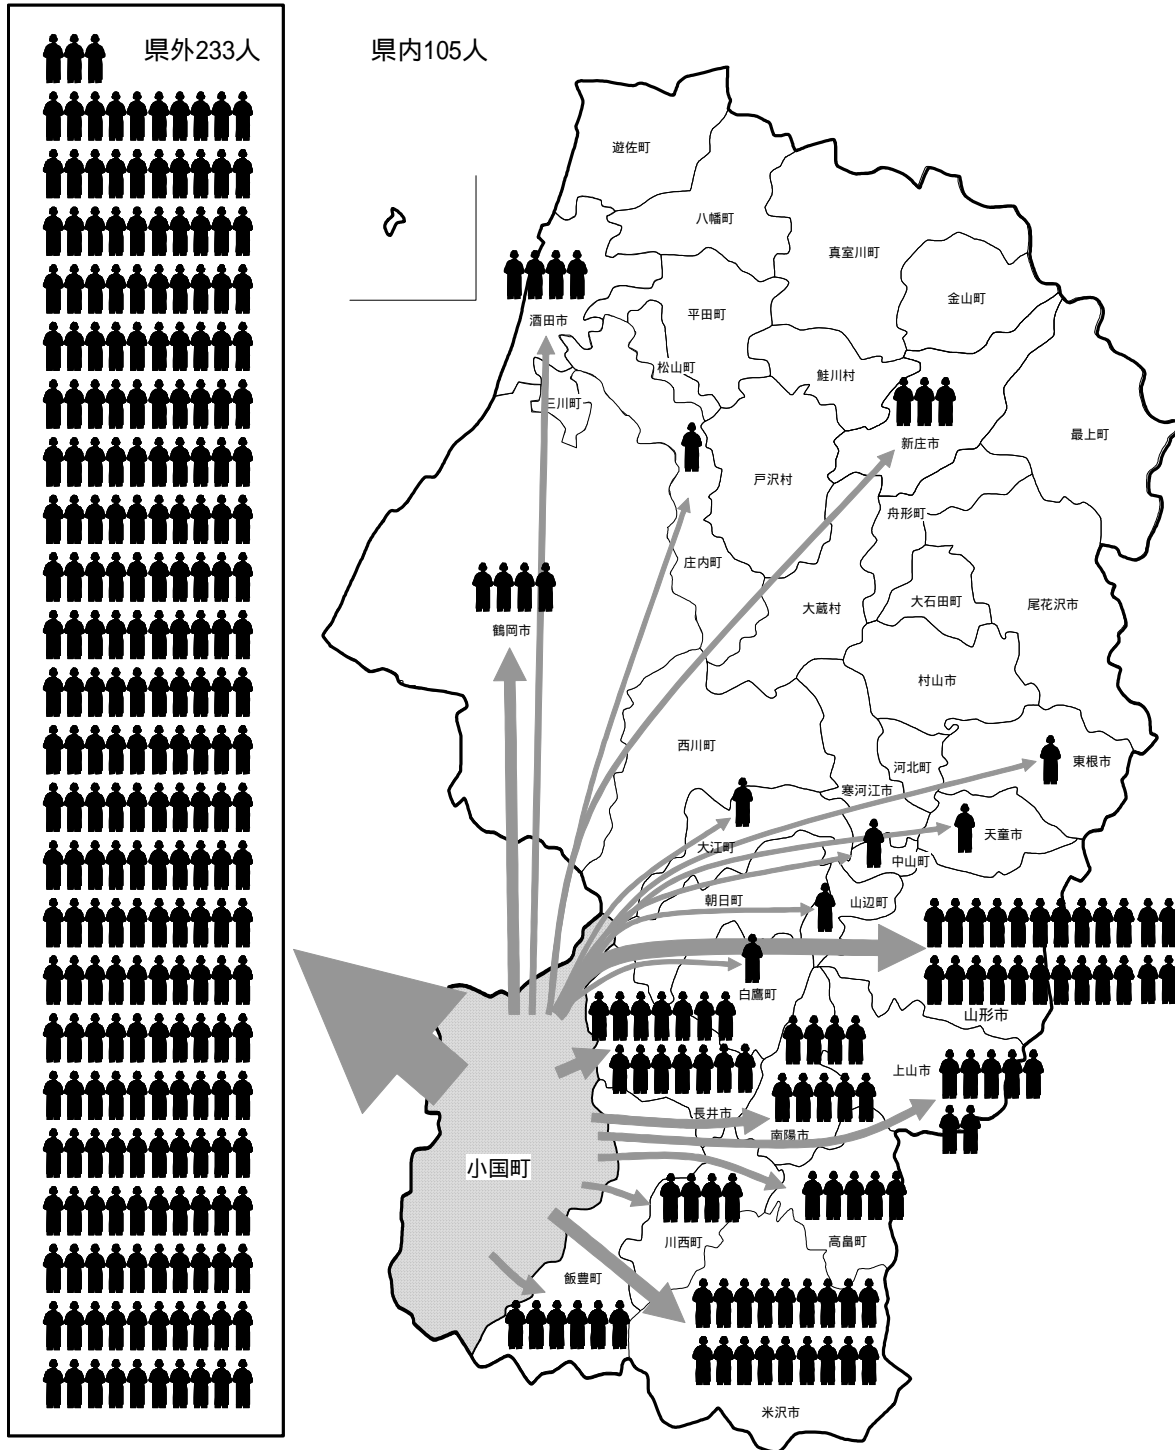 県外233人
県内105人
遊佐町
八幡町
真室川町
金山町
酒田市
平田町
松山町
鮭川村
三川町
新庄市
最上町
戸沢村
舟形町
庄内町
大蔵村
大石田町
尾花沢市
鶴岡市
村山市
西川町
河北町
東根市
寒河江市
大江町
天童市
中山町
朝日町
山辺町
白鷹町
山形市
上山市
長井市
南陽市
小国町
川西町
高畠町
飯豊町
米沢市